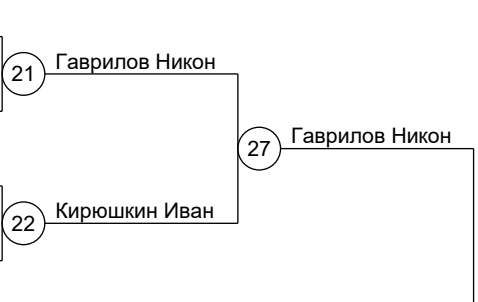 Гаврилов Никон
21
Гаврилов Никон
27
Кирюшкин Иван
22